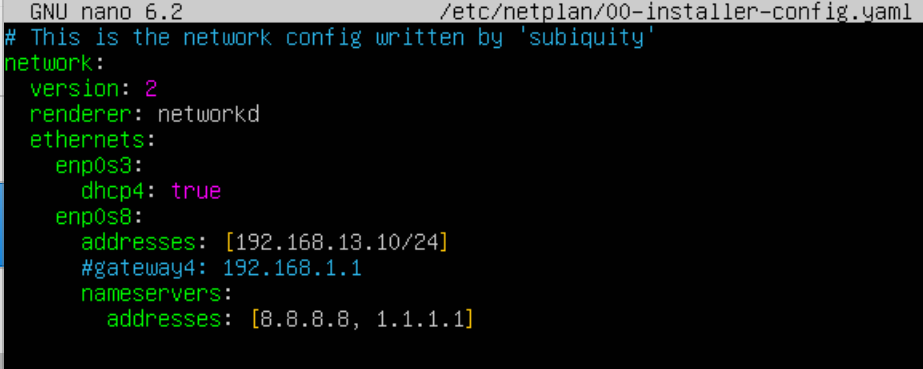 GNU nano 6.2 /etc/netplan/00-installer-config.yaml
# This is the network config written by 'subiquity'
network:
  version: 2
  renderer: networkd
  ethernets:
    enp0s3:
      dhcp4: true
    enp0s8:
      addresses: [192.168.13.10/24]
      #gateway4: 192.168.1.1
      nameservers:
        addresses: [8.8.8.8, 1.1.1.1]